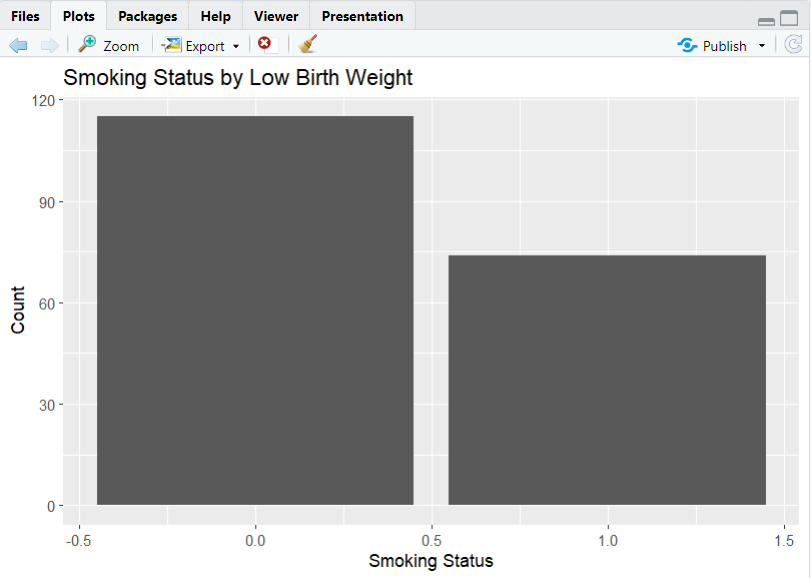 Files Plots Packages Help Viewer Presentation
Zoom Export Publish
Smoking Status by Low Birth Weight
120
90
60
30
0
Count
-0.5 0.0 0.5 1.0 1.5
Smoking Status